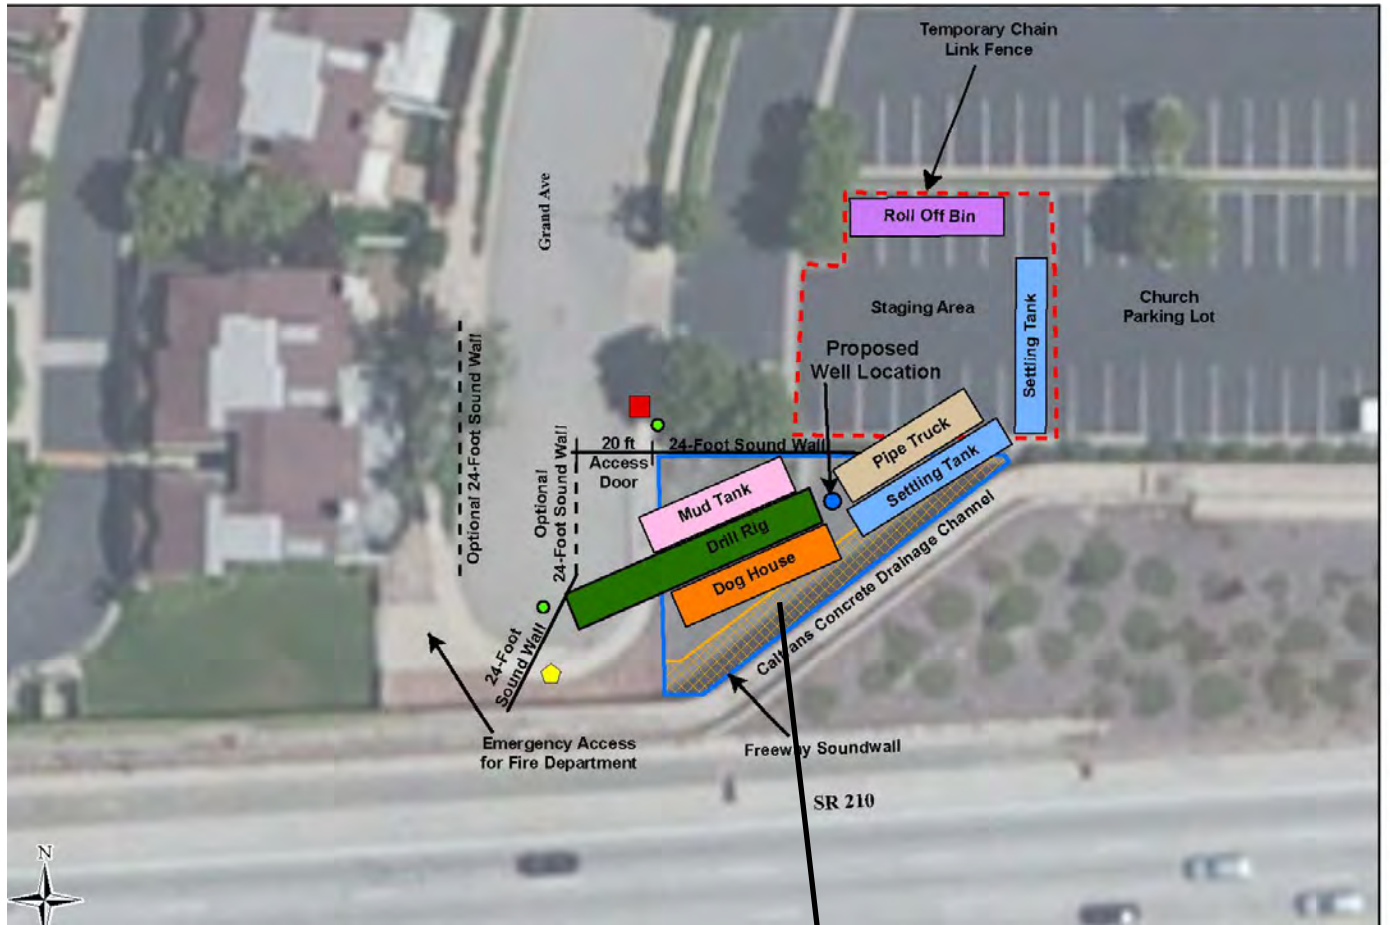 Temporary Chain
Link Fence
Grand Ave
Roll Off Bin
Staging Area
Settling Tank
Church
Parking Lot
Proposed
Well Location
Optional 24-Foot Sound Wall
Optional
24-Foot Sound Wall
20 ft
Access
Door
24-Foot Sound Wall
Pipe Truck
Settling Tank
Mud Tank
Drill Rig
Dog House
Caltrans Concrete Drainage Channel
24-Foot
Sound Wall
Emergency Access
for Fire Department
Freeway Soundwall
SR 210
N